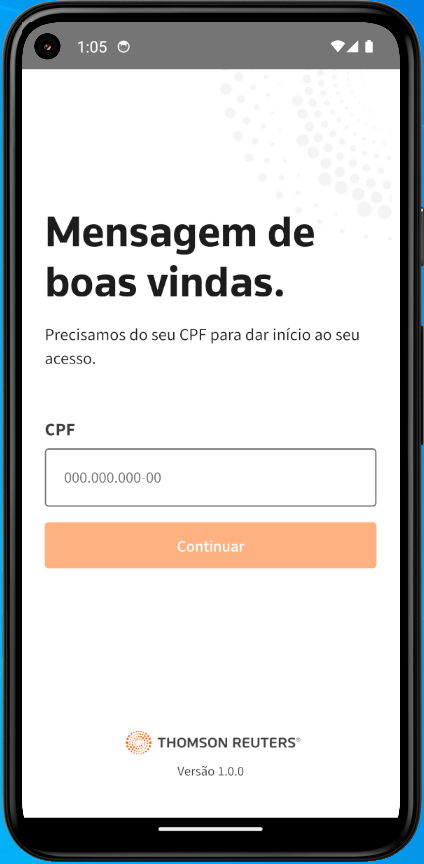 1:05
Mensagem de
boas vindas.
Precisamos do seu CPF para dar início ao seu
acesso.
CPF
000.000.000-00
Continuar
THOMSON REUTERS®
Versão 1.0.0